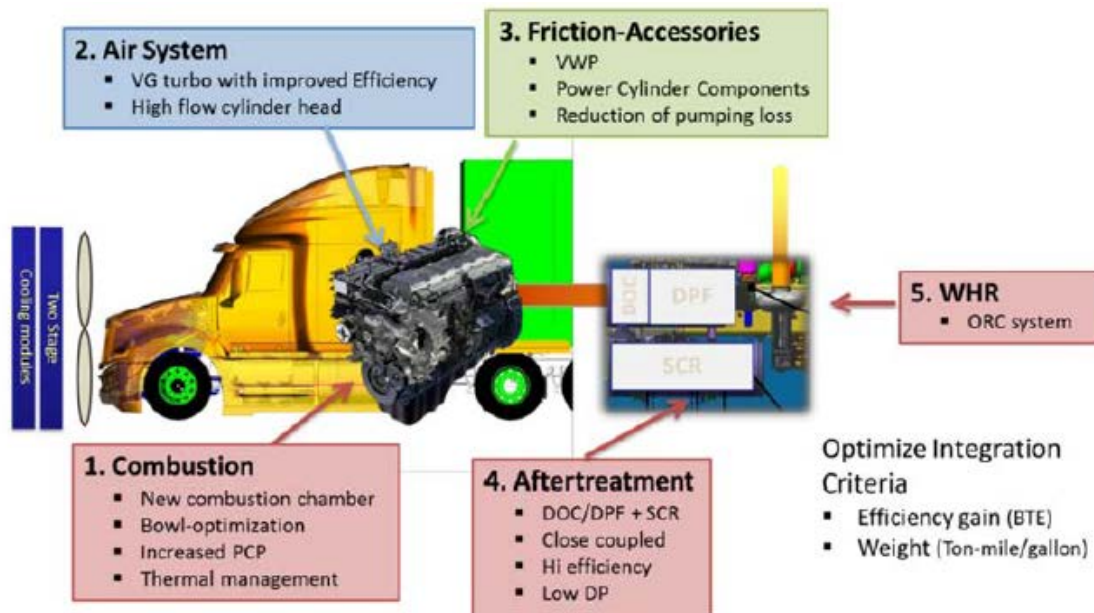 2. Air System
▪ VG turbo with improved Efficiency
▪ High flow cylinder head
3. Friction-Accessories
▪ VWP
▪ Power Cylinder Components
▪ Reduction of pumping loss
Two Stage
Cooling modules
DOC
DPF
SCR
5. WHR
▪ ORC system
1. Combustion
▪ New combustion chamber
▪ Bowl-optimization
▪ Increased PCP
▪ Thermal management
4. Aftertreatment
▪ DOC/DPF + SCR
▪ Close coupled
▪ Hi efficiency
▪ Low DP
Optimize Integration
Criteria
▪ Efficiency gain (BTE)
▪ Weight (Ton-mile/gallon)